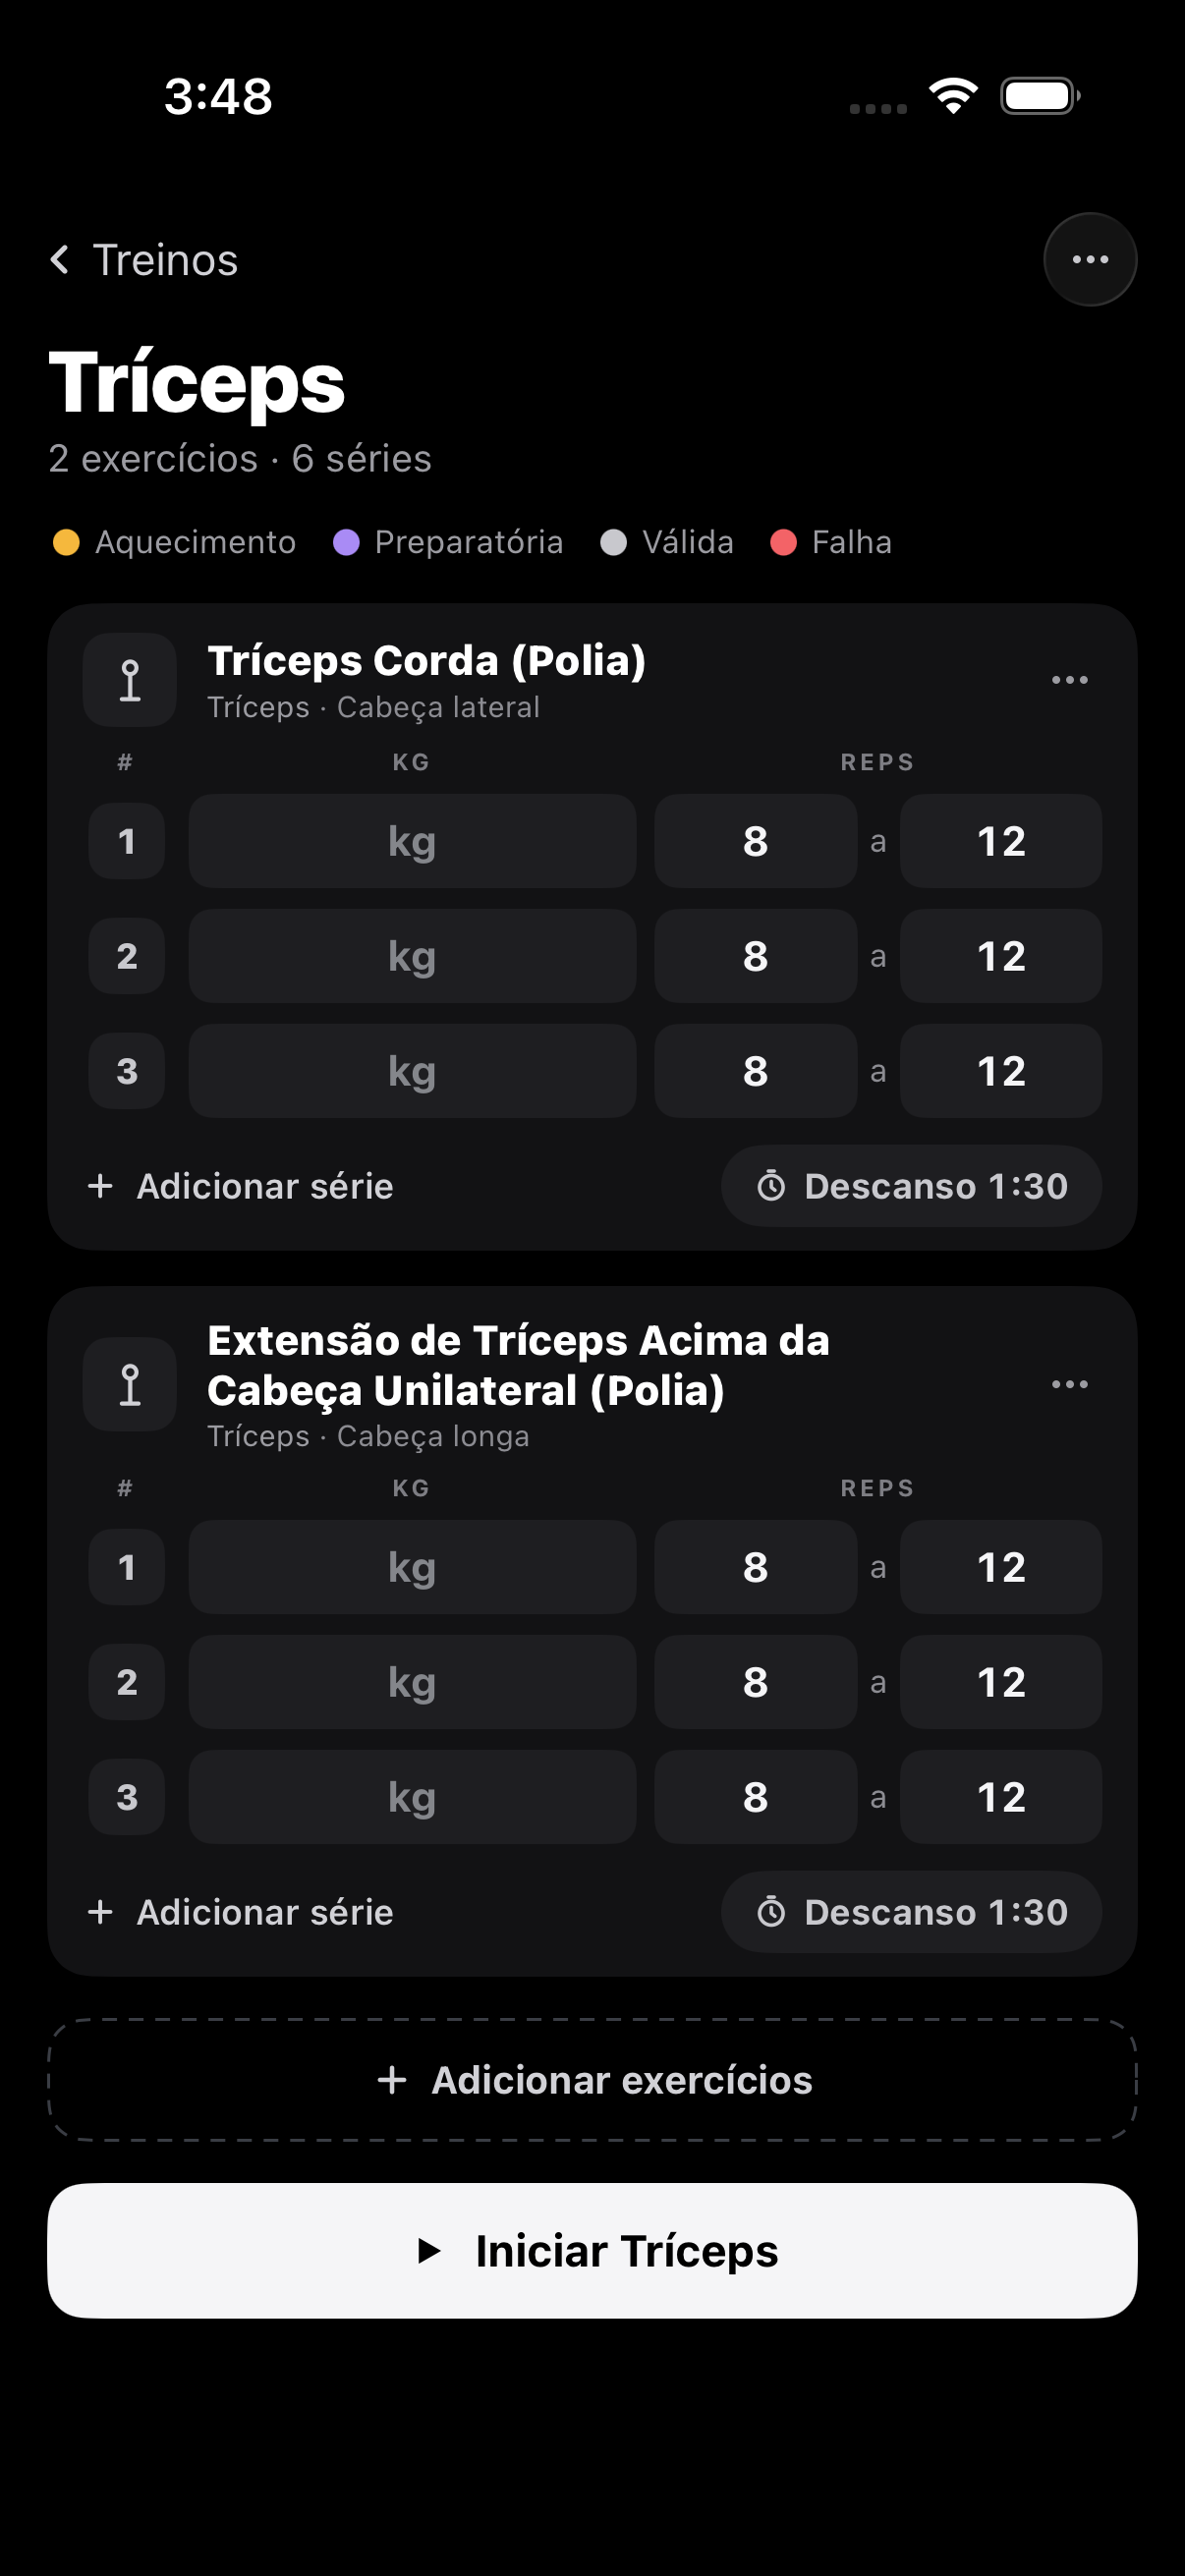 3:48
Treinos
Tríceps
2 exercícios · 6 séries
Aquecimento Preparatória Válida Falha
Tríceps Corda (Polia)
Tríceps · Cabeça lateral
# KG REPS
1 kg 8 a 12
2 kg 8 a 12
3 kg 8 a 12
+ Adicionar série Descanso 1:30
Extensão de Tríceps Acima da
Cabeça Unilateral (Polia)
Tríceps · Cabeça longa
# KG REPS
1 kg 8 a 12
2 kg 8 a 12
3 kg 8 a 12
+ Adicionar série Descanso 1:30
+ Adicionar exercícios
Iniciar Tríceps